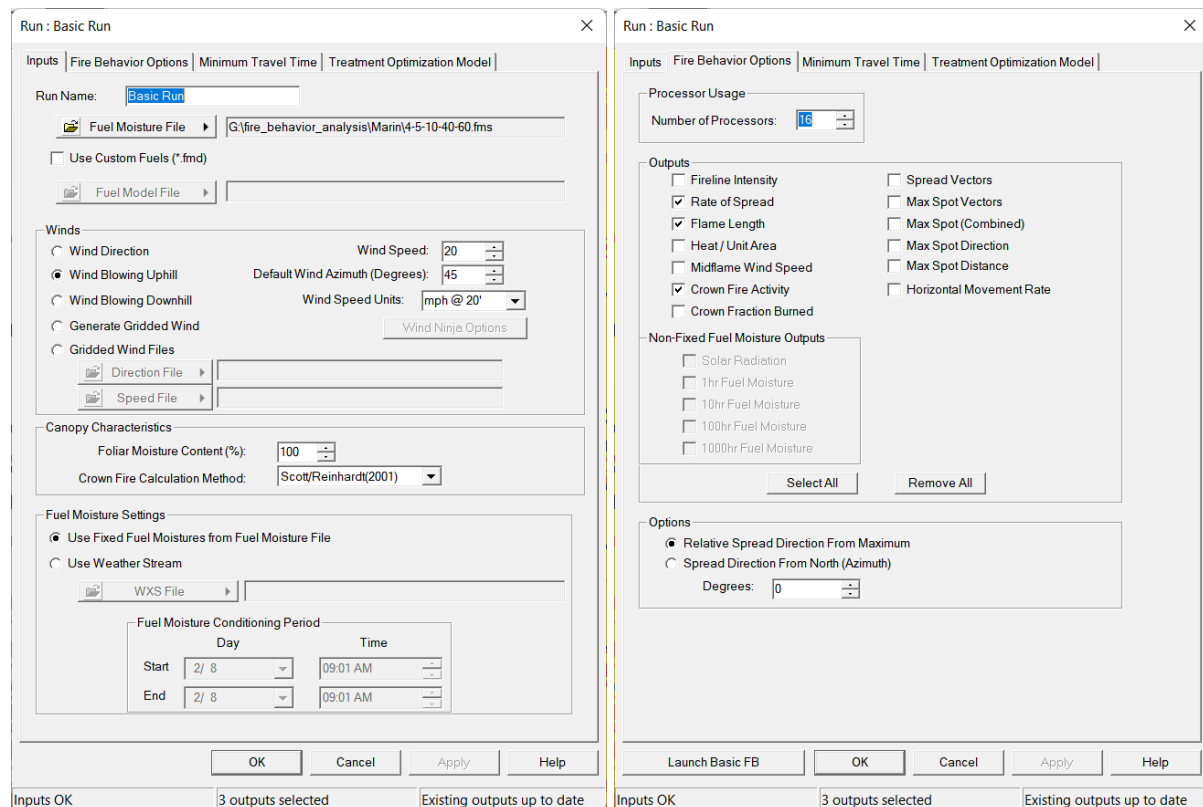 Run : Basic Run
Inputs Fire Behavior Options Minimum Travel Time Treatment Optimization Model
Run Name: Basic Run
Fuel Moisture File G:\fire_behavior_analysis\Marin\4-5-10-40-60.fms
Use Custom Fuels (*.fmd)
Fuel Model File
Winds
Wind Direction Wind Speed: 20
Wind Blowing Uphill Default Wind Azimuth (Degrees): 45
Wind Blowing Downhill Wind Speed Units: mph @ 20'
Generate Gridded Wind Wind Ninja Options
Gridded Wind Files
Direction File
Speed File
Canopy Characteristics
Foliar Moisture Content (%): 100
Crown Fire Calculation Method: Scott/Reinhardt(2001)
Fuel Moisture Settings
Use Fixed Fuel Moistures from Fuel Moisture File
Use Weather Stream
WXS File
Fuel Moisture Conditioning Period
Day Time
Start 2/ 8 09:01 AM
End 2/ 8 09:01 AM
OK Cancel Apply Help
Inputs OK 3 outputs selected Existing outputs up to date
Run : Basic Run
Inputs Fire Behavior Options Minimum Travel Time Treatment Optimization Model
Processor Usage
Number of Processors: 16
Outputs
Fireline Intensity Spread Vectors
Rate of Spread Max Spot Vectors
Flame Length Max Spot (Combined)
Heat / Unit Area Max Spot Direction
Midflame Wind Speed Max Spot Distance
Crown Fire Activity Horizontal Movement Rate
Crown Fraction Burned
Non-Fixed Fuel Moisture Outputs
Solar Radiation
1hr Fuel Moisture
10hr Fuel Moisture
100hr Fuel Moisture
1000hr Fuel Moisture
Select All Remove All
Options
Relative Spread Direction From Maximum
Spread Direction From North (Azimuth)
Degrees: 0
Launch Basic FB OK Cancel Apply Help
Inputs OK 3 outputs selected Existing outputs up to date